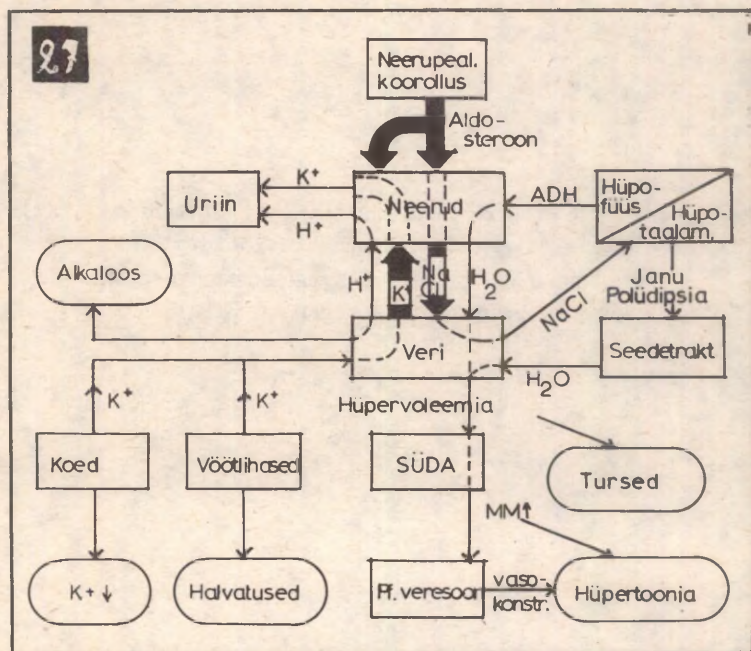 27
Neerupeal.
koorollus
Aldo-
steroon
K+
Uriin
H+
Neerud
ADH
Hüpo-
füüs
Hüpo-
taalam.
Alkaloos
H+
K
Na
Cl
H2O
NaCl
Janu
Polüdipsia
Veri
Seedetrakt
H2O
Hüpervoleemia
K+
K+
Koed
Vöötlihased
SÜDA
Tursed
MM↑
K+ ↓
Halvatused
Pf. veresoon
vaso-
konstr.
Hüpertoonia